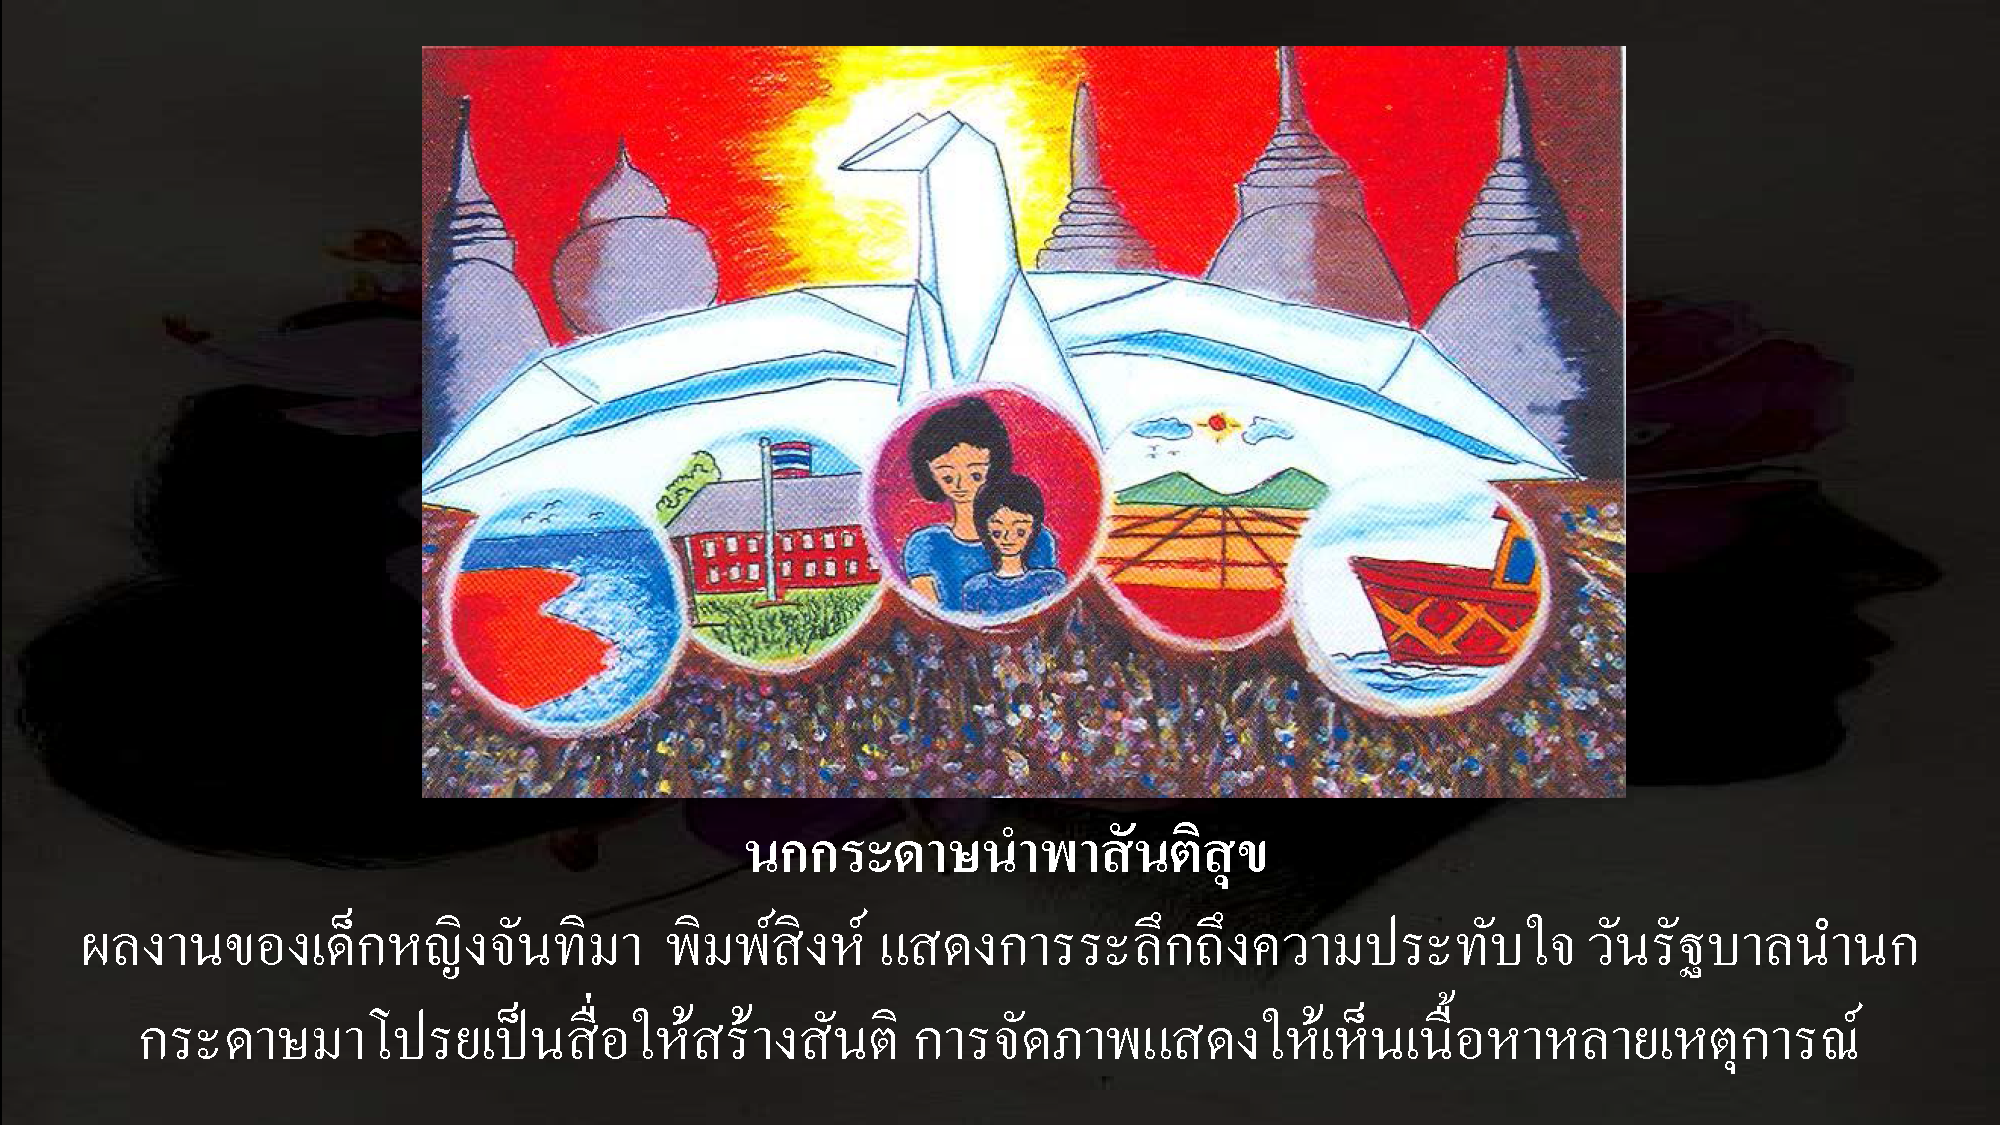 นกกระดาษนำพาสันติสุข
ผลงานของเด็กหญิงจันทิมา พิมพ์สิงห์ แสดงการระลึกถึงความประทับใจ วันรัฐบาลนำนก
กระดาษมาโปรยเป็นสื่อให้สร้างสันติ การจัดภาพแสดงให้เห็นเนื้อหาหลายเหตุการณ์